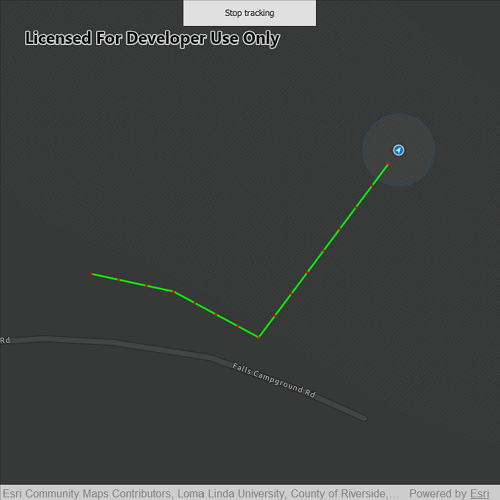 Stop tracking
Licensed For Developer Use Only
Rd
Falls Campground Rd
Esri Community Maps Contributors, Loma Linda University, County of Riverside,... Powered by Esri